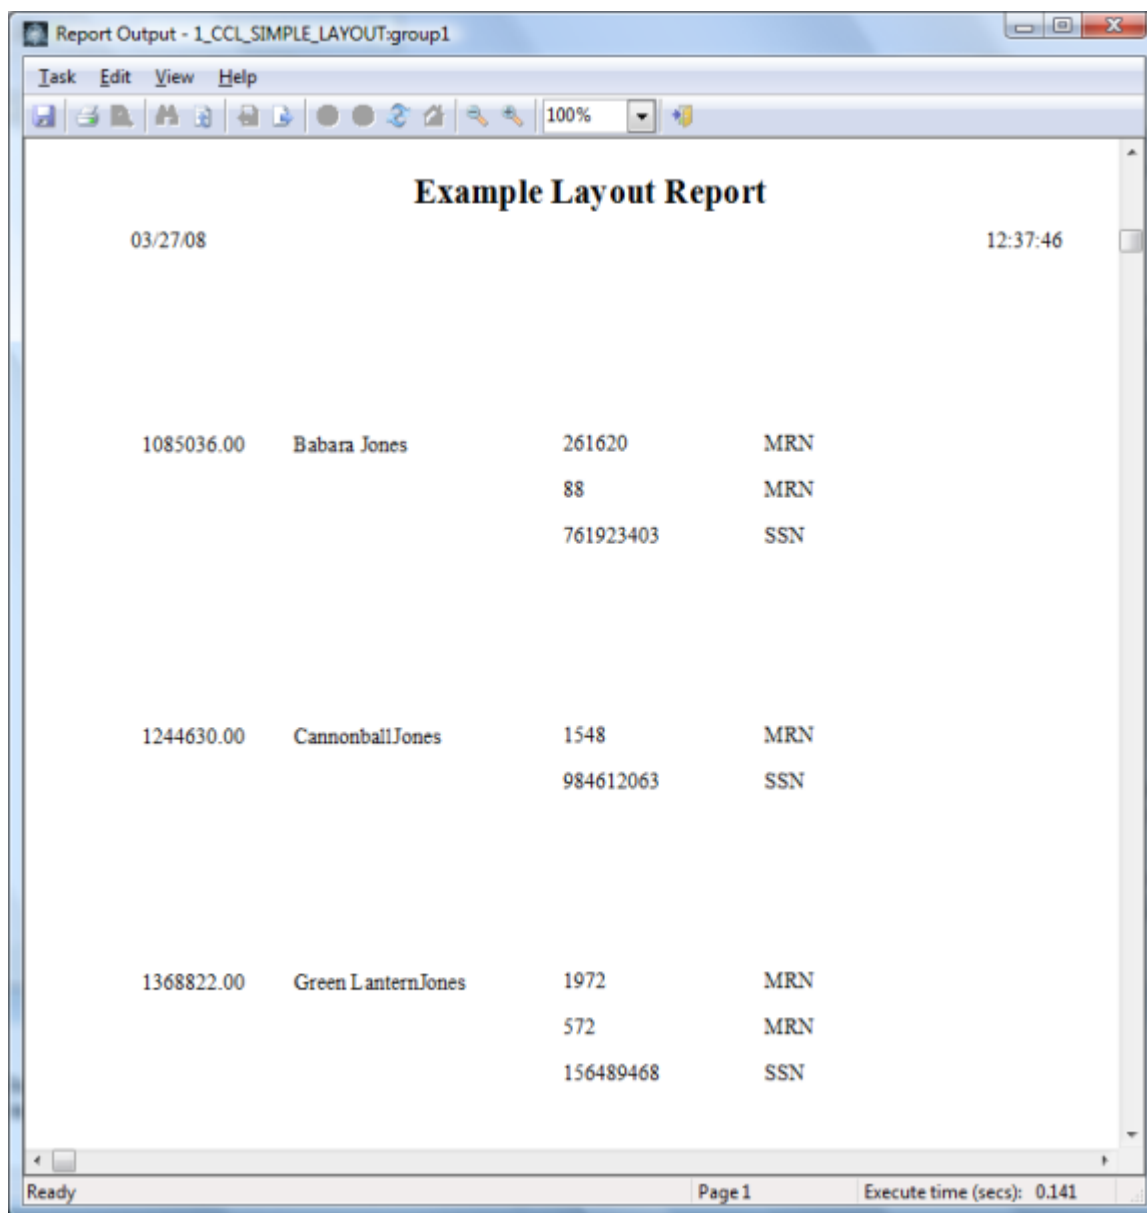 Report Output - 1_CCL_SIMPLE_LAYOUT:group1
Task Edit View Help
100%
Example Layout Report
03/27/08 12:37:46
1085036.00 Babara Jones 261620 MRN
88 MRN
761923403 SSN
1244630.00 CannonballJones 1548 MRN
984612063 SSN
1368822.00 Green LanternJones 1972 MRN
572 MRN
156489468 SSN
Ready Page 1 Execute time (secs): 0.141